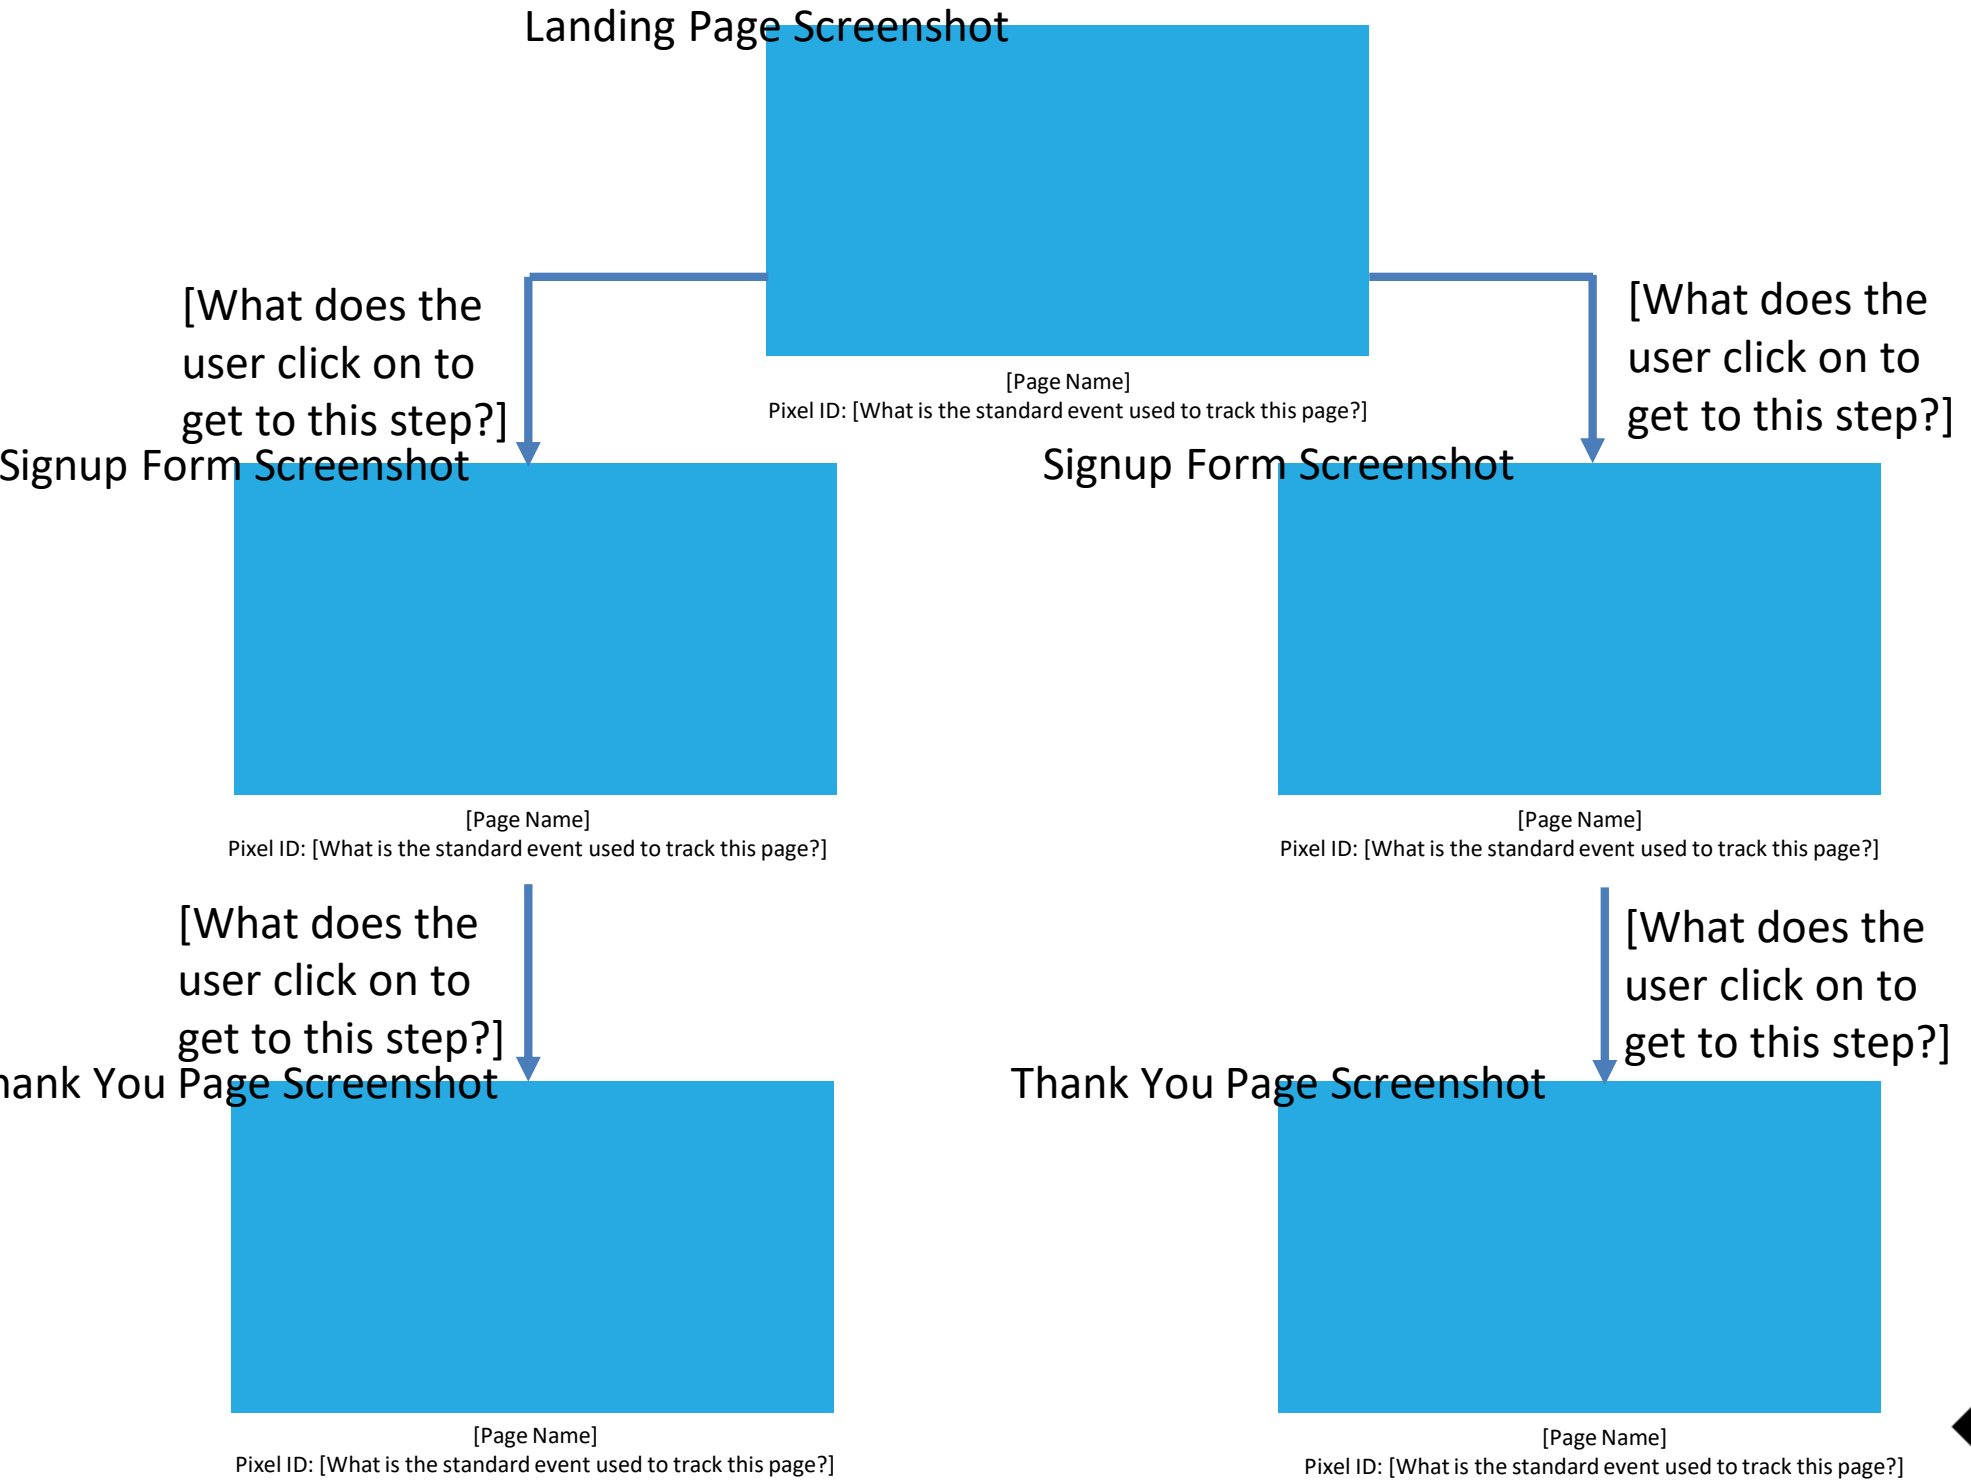 Landing Page Screenshot
[What does the
user click on to
get to this step?]
[What does the
user click on to
get to this step?]
[Page Name]
Pixel ID: [What is the standard event used to track this page?]
Signup Form Screenshot
Signup Form Screenshot
[Page Name]
Pixel ID: [What is the standard event used to track this page?]
[Page Name]
Pixel ID: [What is the standard event used to track this page?]
[What does the
user click on to
get to this step?]
[What does the
user click on to
get to this step?]
hank You Page Screenshot
Thank You Page Screenshot
[Page Name]
Pixel ID: [What is the standard event used to track this page?]
[Page Name]
Pixel ID: [What is the standard event used to track this page?]